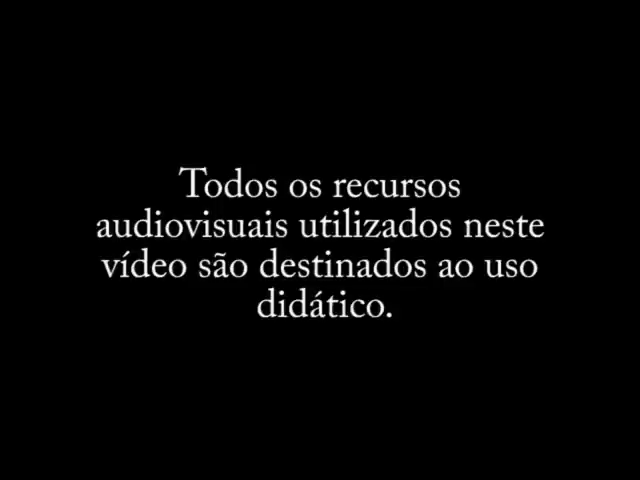 Todos os recursos
audiovisuais utilizados neste
vídeo são destinados ao uso
didático.